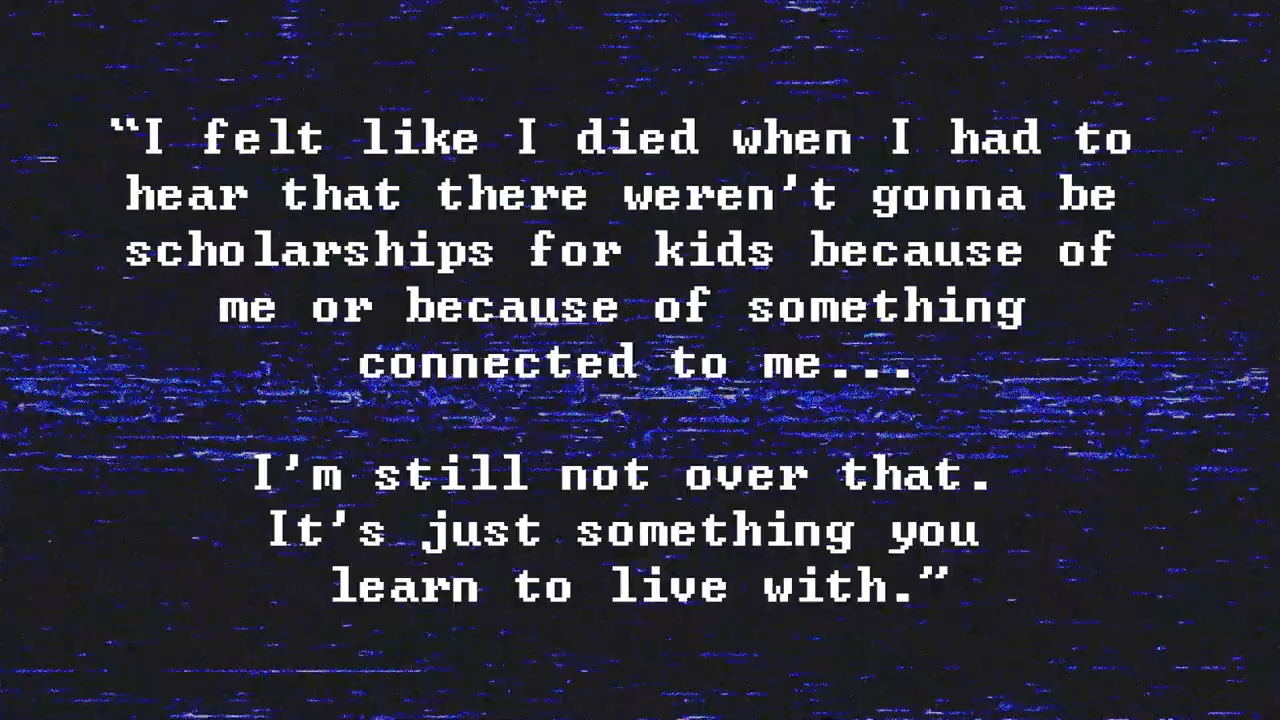 “I felt like I died when I had to
hear that there weren’t gonna be
scholarships for kids because of
me or because of something
connected to me...
I’m still not over that.
It’s just something you
learn to live with.”